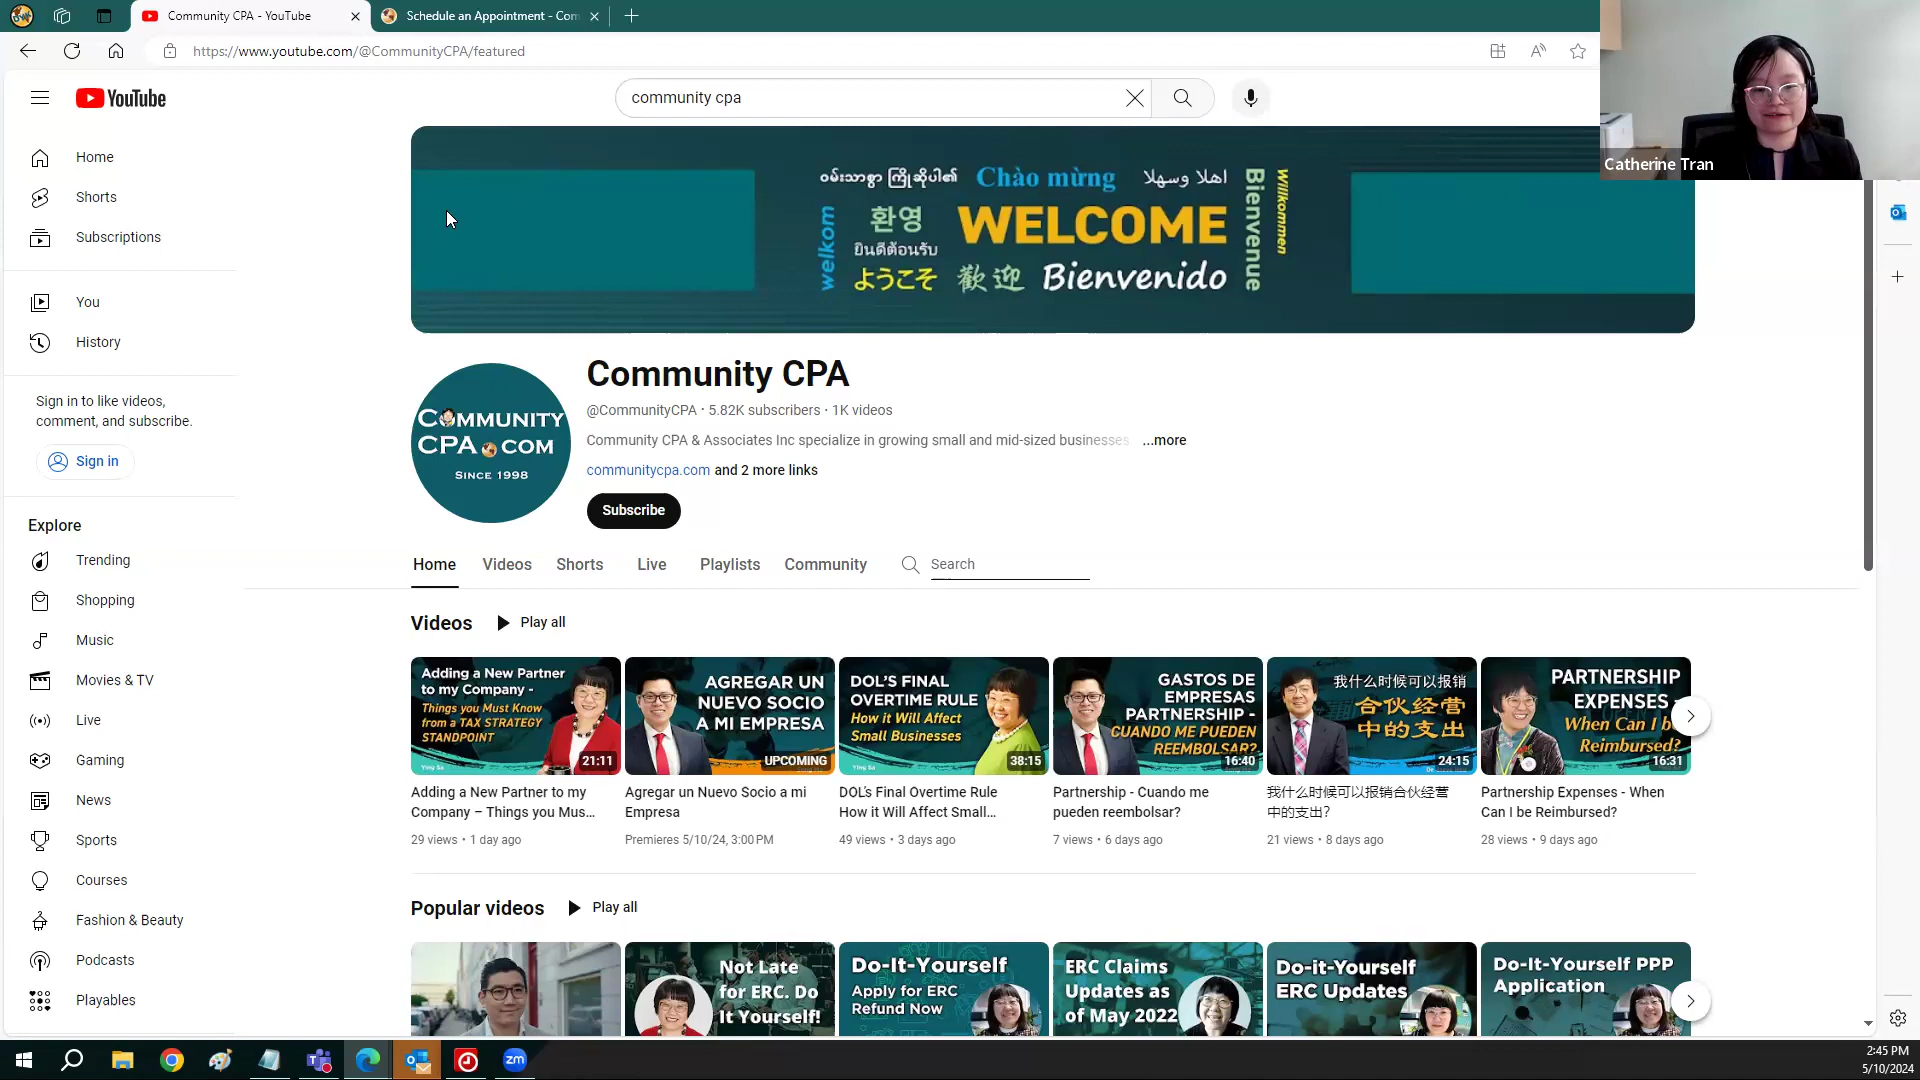 Community CPA - YouTube
Schedule an Appointment - Com
https://www.youtube.com/@CommunityCPA/featured
YouTube
community cpa
Catherine Tran
Home
Shorts
Subscriptions
You
History
Sign in to like videos,
comment, and subscribe.
Sign in
Explore
Trending
Shopping
Music
Movies & TV
Live
Gaming
News
Sports
Courses
Fashion & Beauty
Podcasts
Playables
ဝမ်းသာစွာ ကြိုဆိုပါ၏
Chào mừng
اهلا وسهلا
welkom
환영
ยินดีต้อนรับ
ようこそ
WELCOME
歡迎
Bienvenido
Bienvenue
Willkommen
COMMUNITY
CPA.COM
SINCE 1998
Community CPA
@CommunityCPA · 5.82K subscribers · 1K videos
Community CPA & Associates Inc specialize in growing small and mid-sized businesses ...more
communitycpa.com and 2 more links
Subscribe
Home
Videos
Shorts
Live
Playlists
Community
Search
Videos
Play all
Adding a New Partner
to my Company -
Things you Must Know
from a TAX STRATEGY
STANDPOINT
Ying Sa
21:11
Adding a New Partner to my
Company – Things you Mus...
29 views • 1 day ago
AGREGAR UN
NUEVO SOCIO
A MI EMPRESA
UPCOMING
Agregar un Nuevo Socio a mi
Empresa
Premieres 5/10/24, 3:00 PM
DOL'S FINAL
OVERTIME RULE
How it Will Affect
Small Businesses
Ying Sa
38:15
DOL's Final Overtime Rule
How it Will Affect Small...
49 views • 3 days ago
GASTOS DE
EMPRESAS
PARTNERSHIP -
CUANDO ME PUEDEN
REEMBOLSAR?
16:40
Partnership - Cuando me
pueden reembolsar?
7 views • 6 days ago
我什么时候可以报销
合伙经营
中的支出
24:15
我什么时候可以报销合伙经营
中的支出?
21 views • 8 days ago
PARTNERSHIP
EXPENSES -
When Can I be
Reimbursed?
16:31
Partnership Expenses - When
Can I be Reimbursed?
28 views • 9 days ago
Popular videos
Play all
Not Late
for ERC. Do
It Yourself!
Do-It-Yourself
Apply for ERC
Refund Now
ERC Claims
Updates as
of May 2022
Do-it-Yourself
ERC Updates
Do-It-Yourself PPP
Application
zm
2:45 PM
5/10/2024